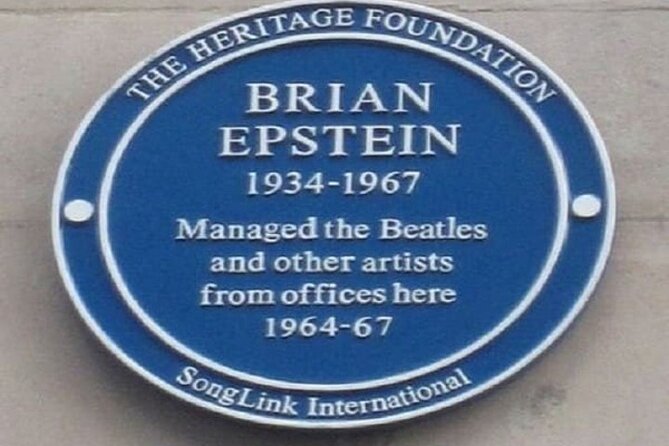 THE HERITAGE FOUNDATION
BRIAN
EPSTEIN
1934-1967
Managed the Beatles
and other artists
from offices here
1964-67
SongLink International